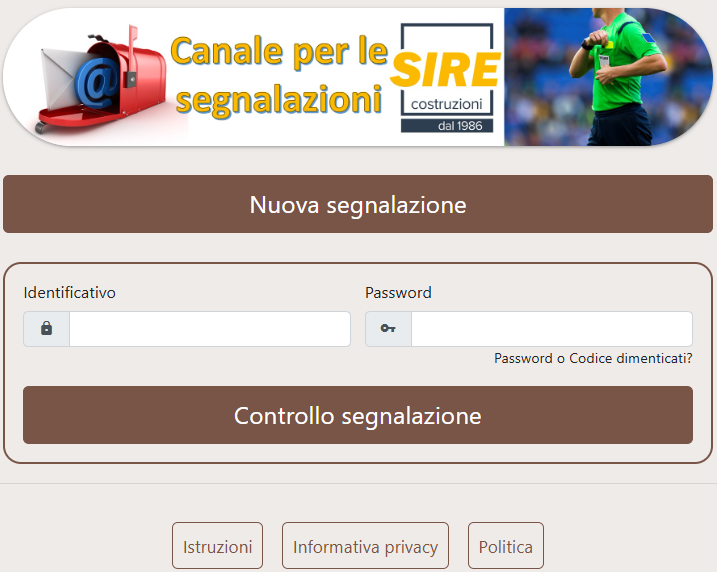 Canale per le
segnalazioni
SIRE
costruzioni
dal 1986
Nuova segnalazione
Identificativo
Password
Password o Codice dimenticati?
Controllo segnalazione
Istruzioni
Informativa privacy
Politica